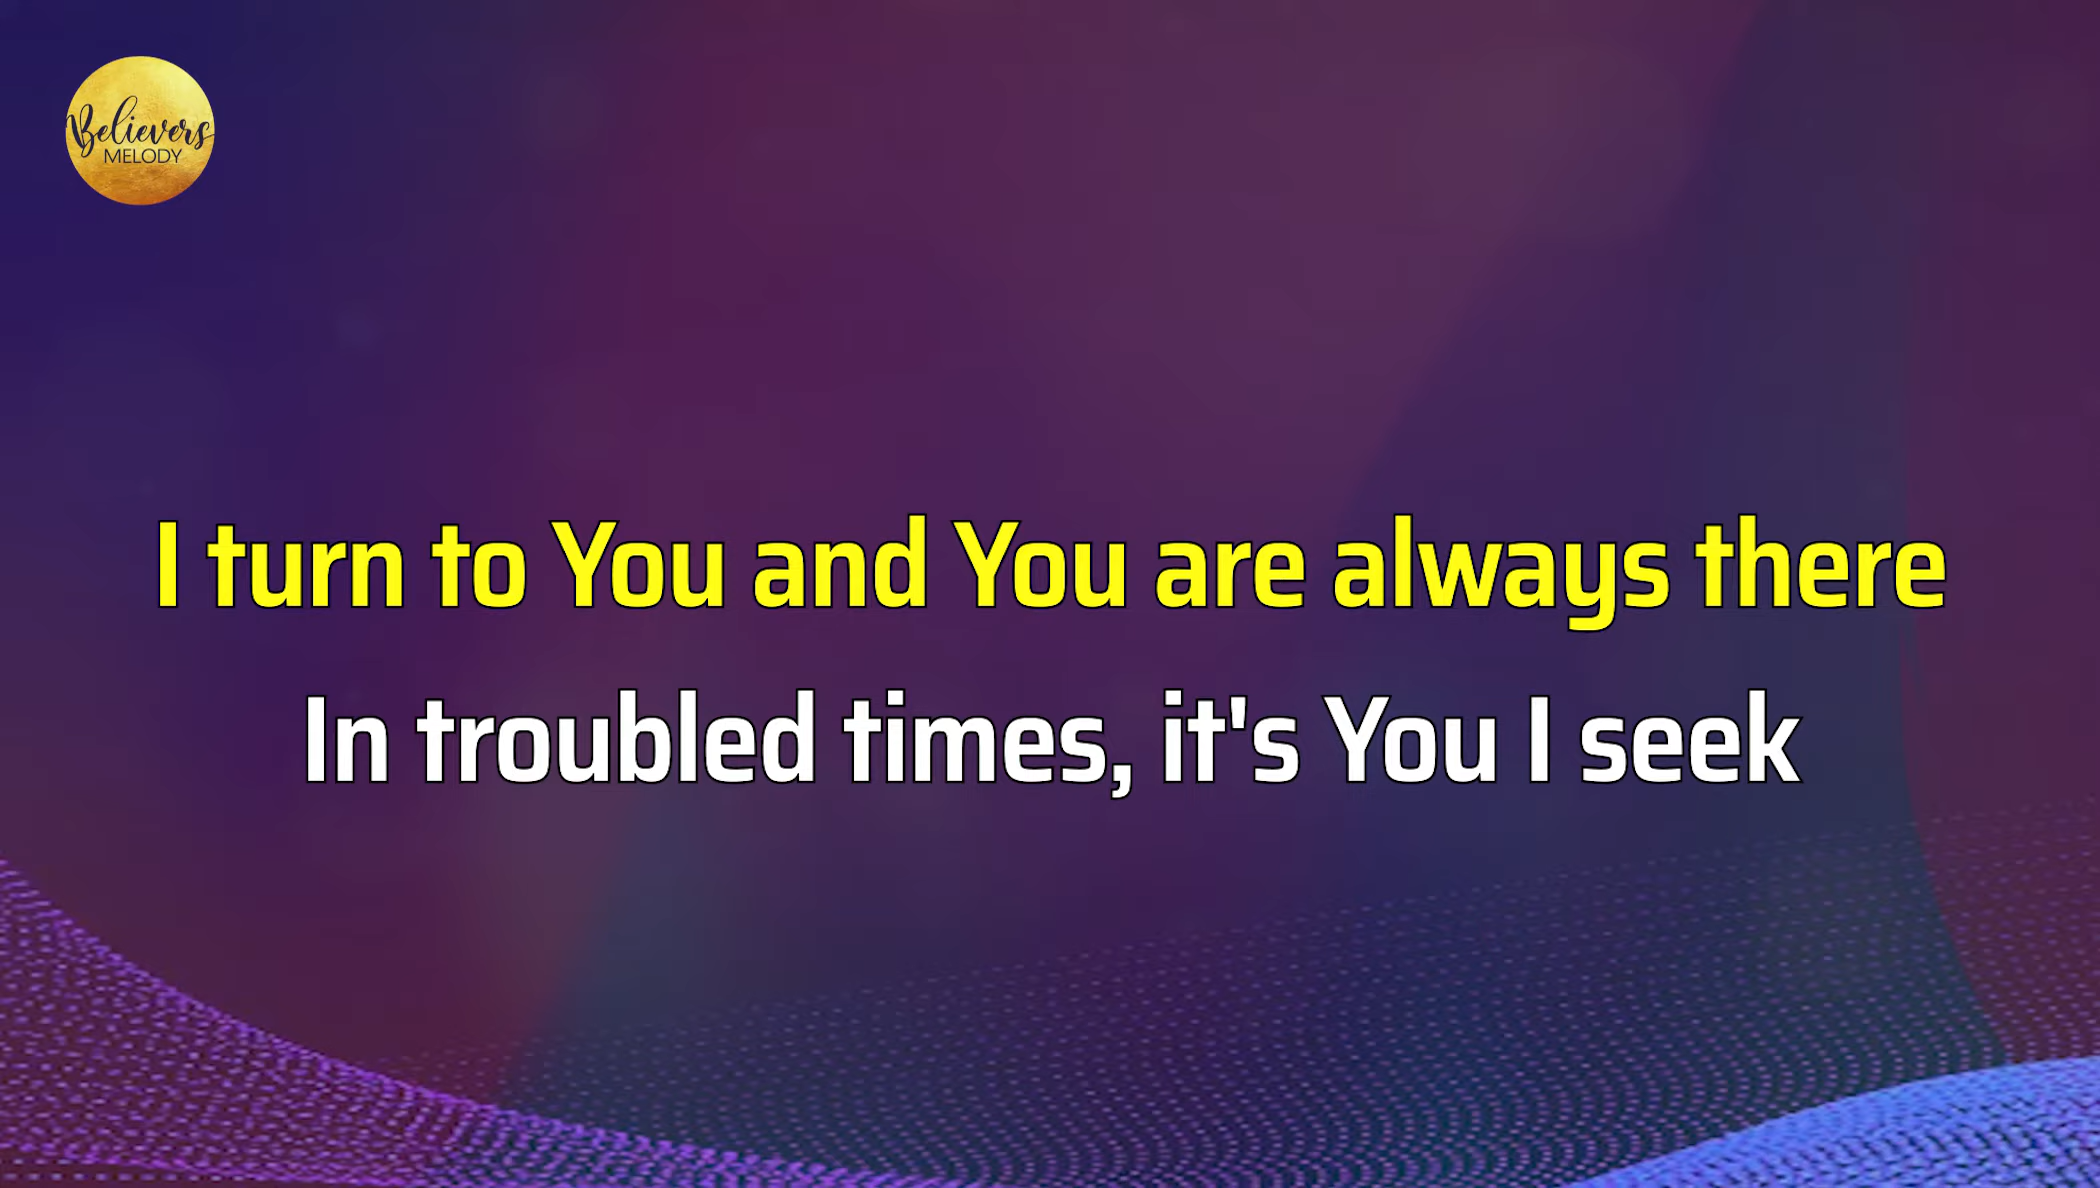 Believers
MELODY
I turn to You and You are always there
In troubled times, it's You I seek